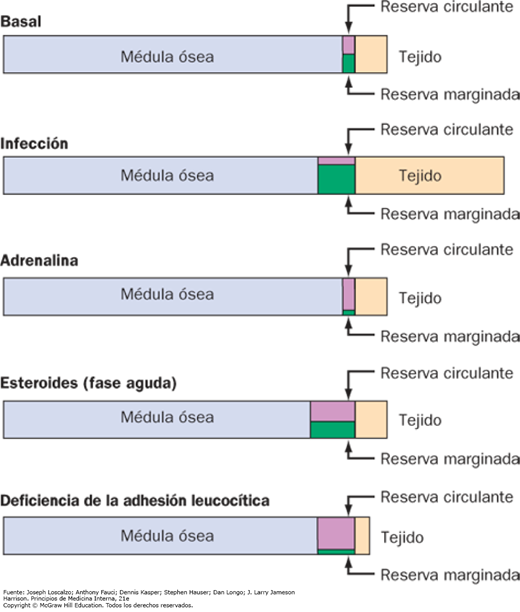 Reserva circulante
Basal
Médula ósea
Tejido
Reserva marginada
Reserva circulante
Infección
Médula ósea
Tejido
Reserva marginada
Reserva circulante
Adrenalina
Médula ósea
Tejido
Reserva marginada
Reserva circulante
Esteroides (fase aguda)
Médula ósea
Tejido
Reserva marginada
Reserva circulante
Deficiencia de la adhesión leucocítica
Médula ósea
Tejido
Reserva marginada
Fuente: Joseph Loscalzo; Anthony Fauci; Dennis Kasper; Stephen Hauser; Dan Longo; J. Larry Jameson
Harrison. Principios de Medicina Interna, 21e
Copyright © McGraw Hill Education. Todos los derechos reservados.